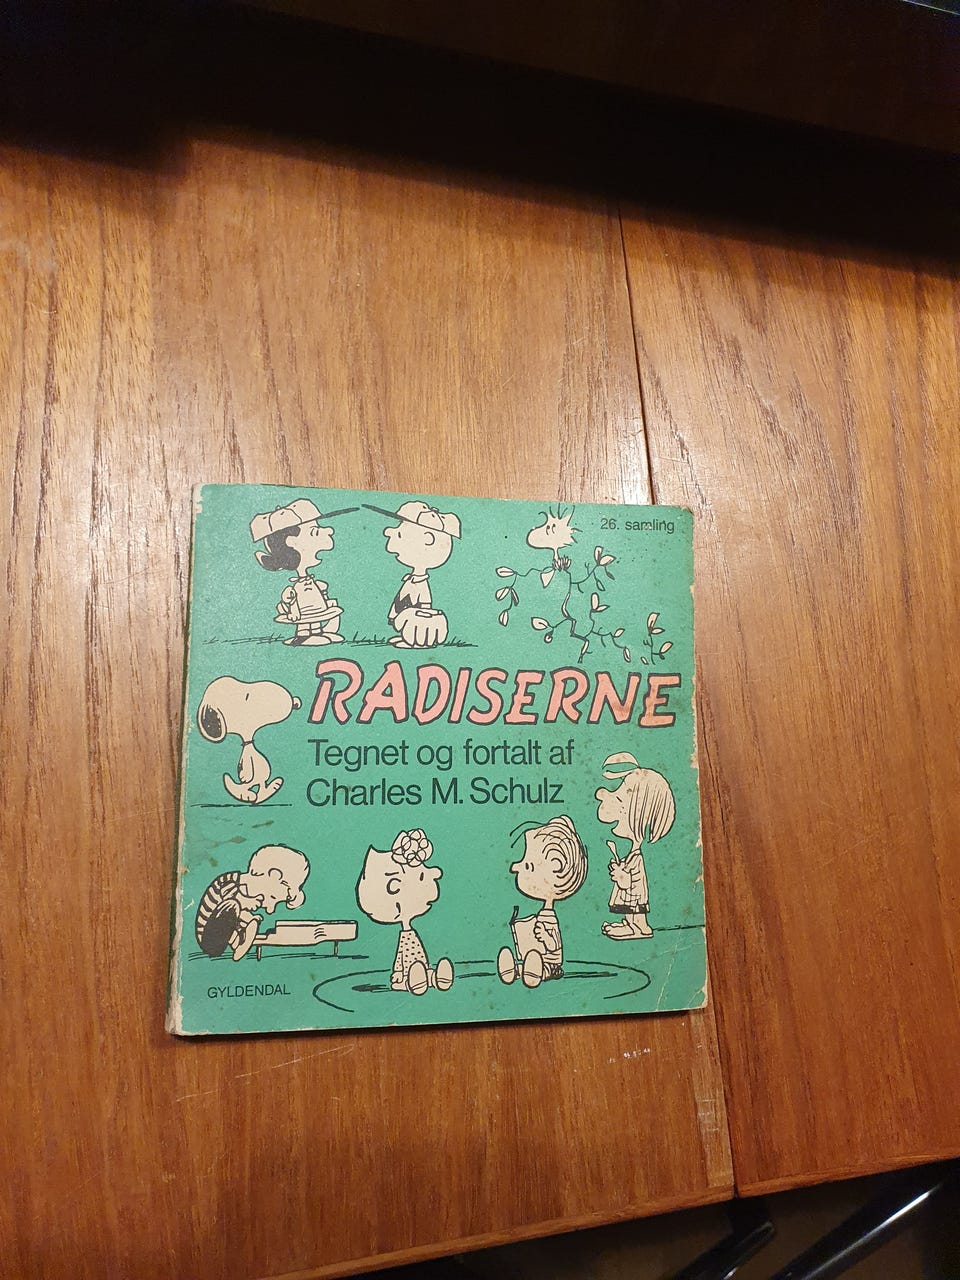 26. samling
RADISERNE
Tegnet og fortalt af
Charles M. Schulz
GYLDENDAL